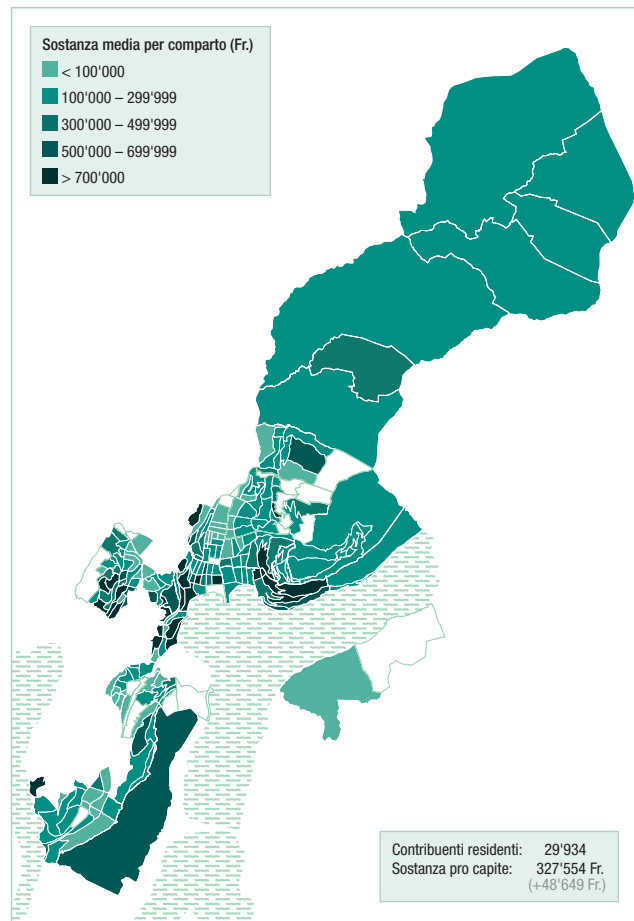 Sostanza media per comparto (Fr.)
< 100'000
100'000 – 299'999
300'000 – 499'999
500'000 – 699'999
> 700'000
Contribuenti residenti: 29'934
Sostanza pro capite: 327'554 Fr.
(+48'649 Fr.)